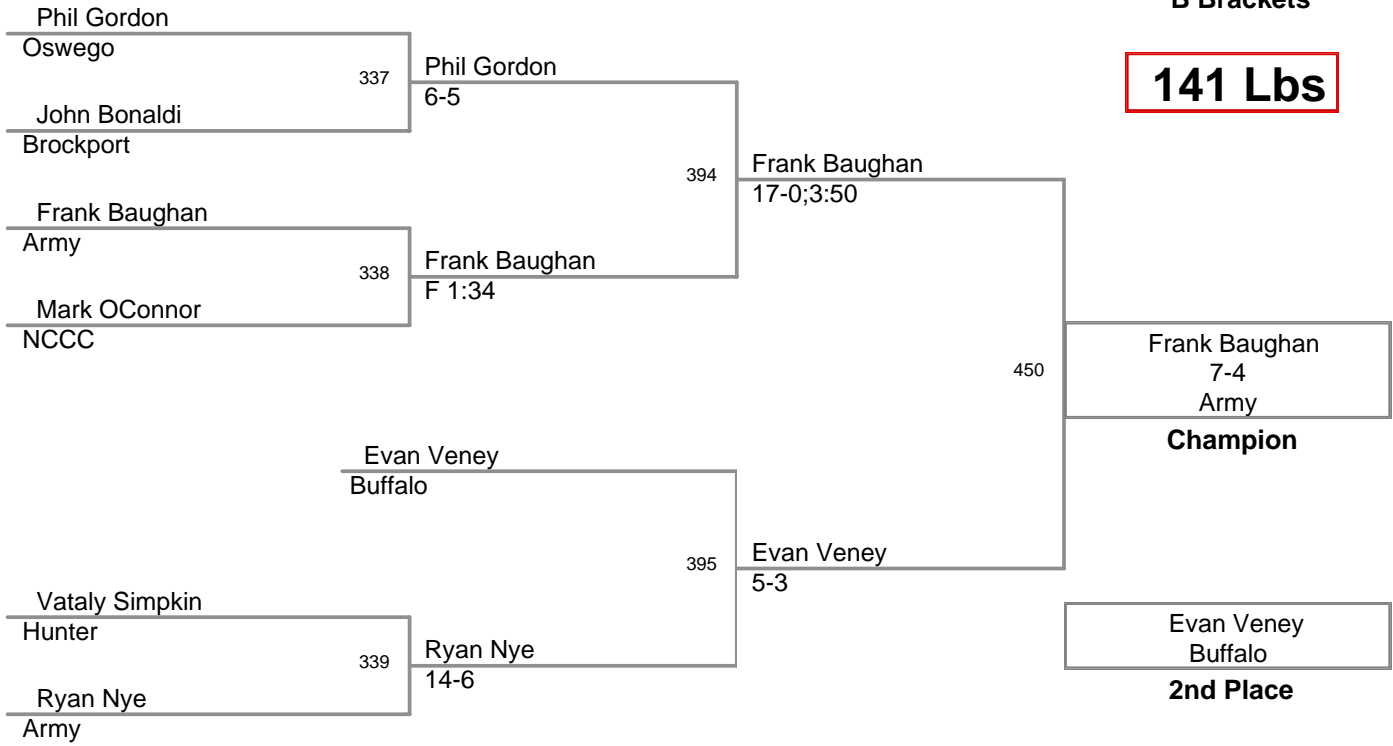 B Brackets
141 Lbs
Phil Gordon
Oswego
337
Phil Gordon
6-5
John Bonaldi
Brockport
394
Frank Baughan
17-0;3:50
Frank Baughan
Army
338
Frank Baughan
F 1:34
Mark OConnor
NCCC
450
Frank Baughan
7-4
Army
Champion
Evan Veney
Buffalo
395
Evan Veney
5-3
Vataly Simpkin
Hunter
339
Ryan Nye
14-6
Ryan Nye
Army
Evan Veney
Buffalo
2nd Place